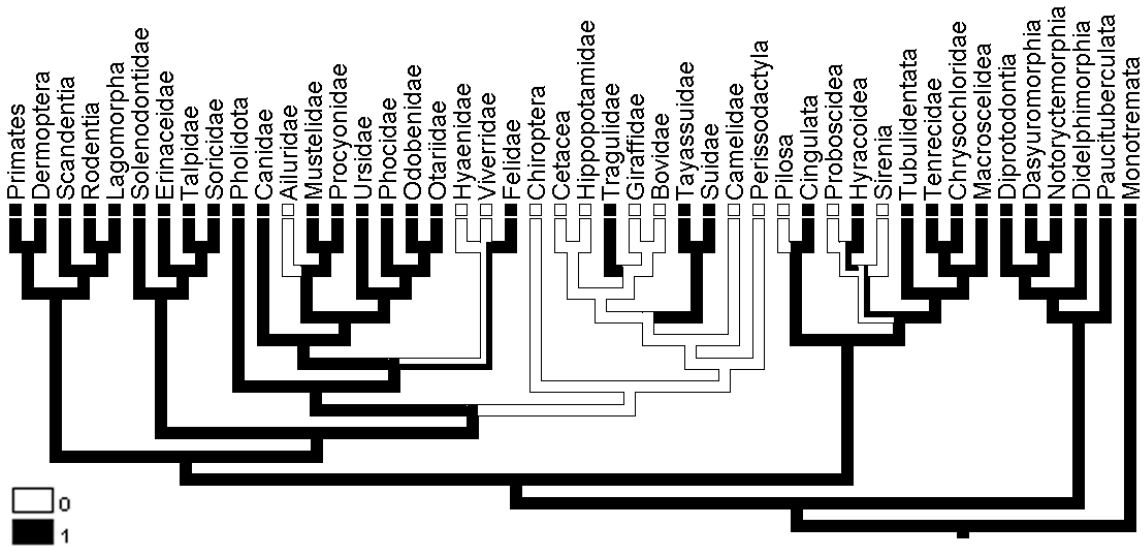 Primates
Dermoptera
Scandentia
Rodentia
Lagomorpha
Solenodontidae
Erinaceidae
Talpidae
Soricidae
Pholidota
Canidae
Ailuridae
Mustelidae
Procyonidae
Ursidae
Phocidae
Odobenidae
Otariidae
Hyaenidae
Viverridae
Felidae
Chiroptera
Cetacea
Hippopotamidae
Tragulidae
Giraffidae
Bovidae
Tayassuidae
Suidae
Camelidae
Perissodactyla
Pilosa
Cingulata
Proboscidea
Hyracoidea
Sirenia
Tubulidentata
Tenrecidae
Chrysochloridae
Macroscelidea
Diprotodontia
Dasyuromorphia
Notoryctemorphia
Didelphimorphia
Paucituberculata
Monotremata
0
1